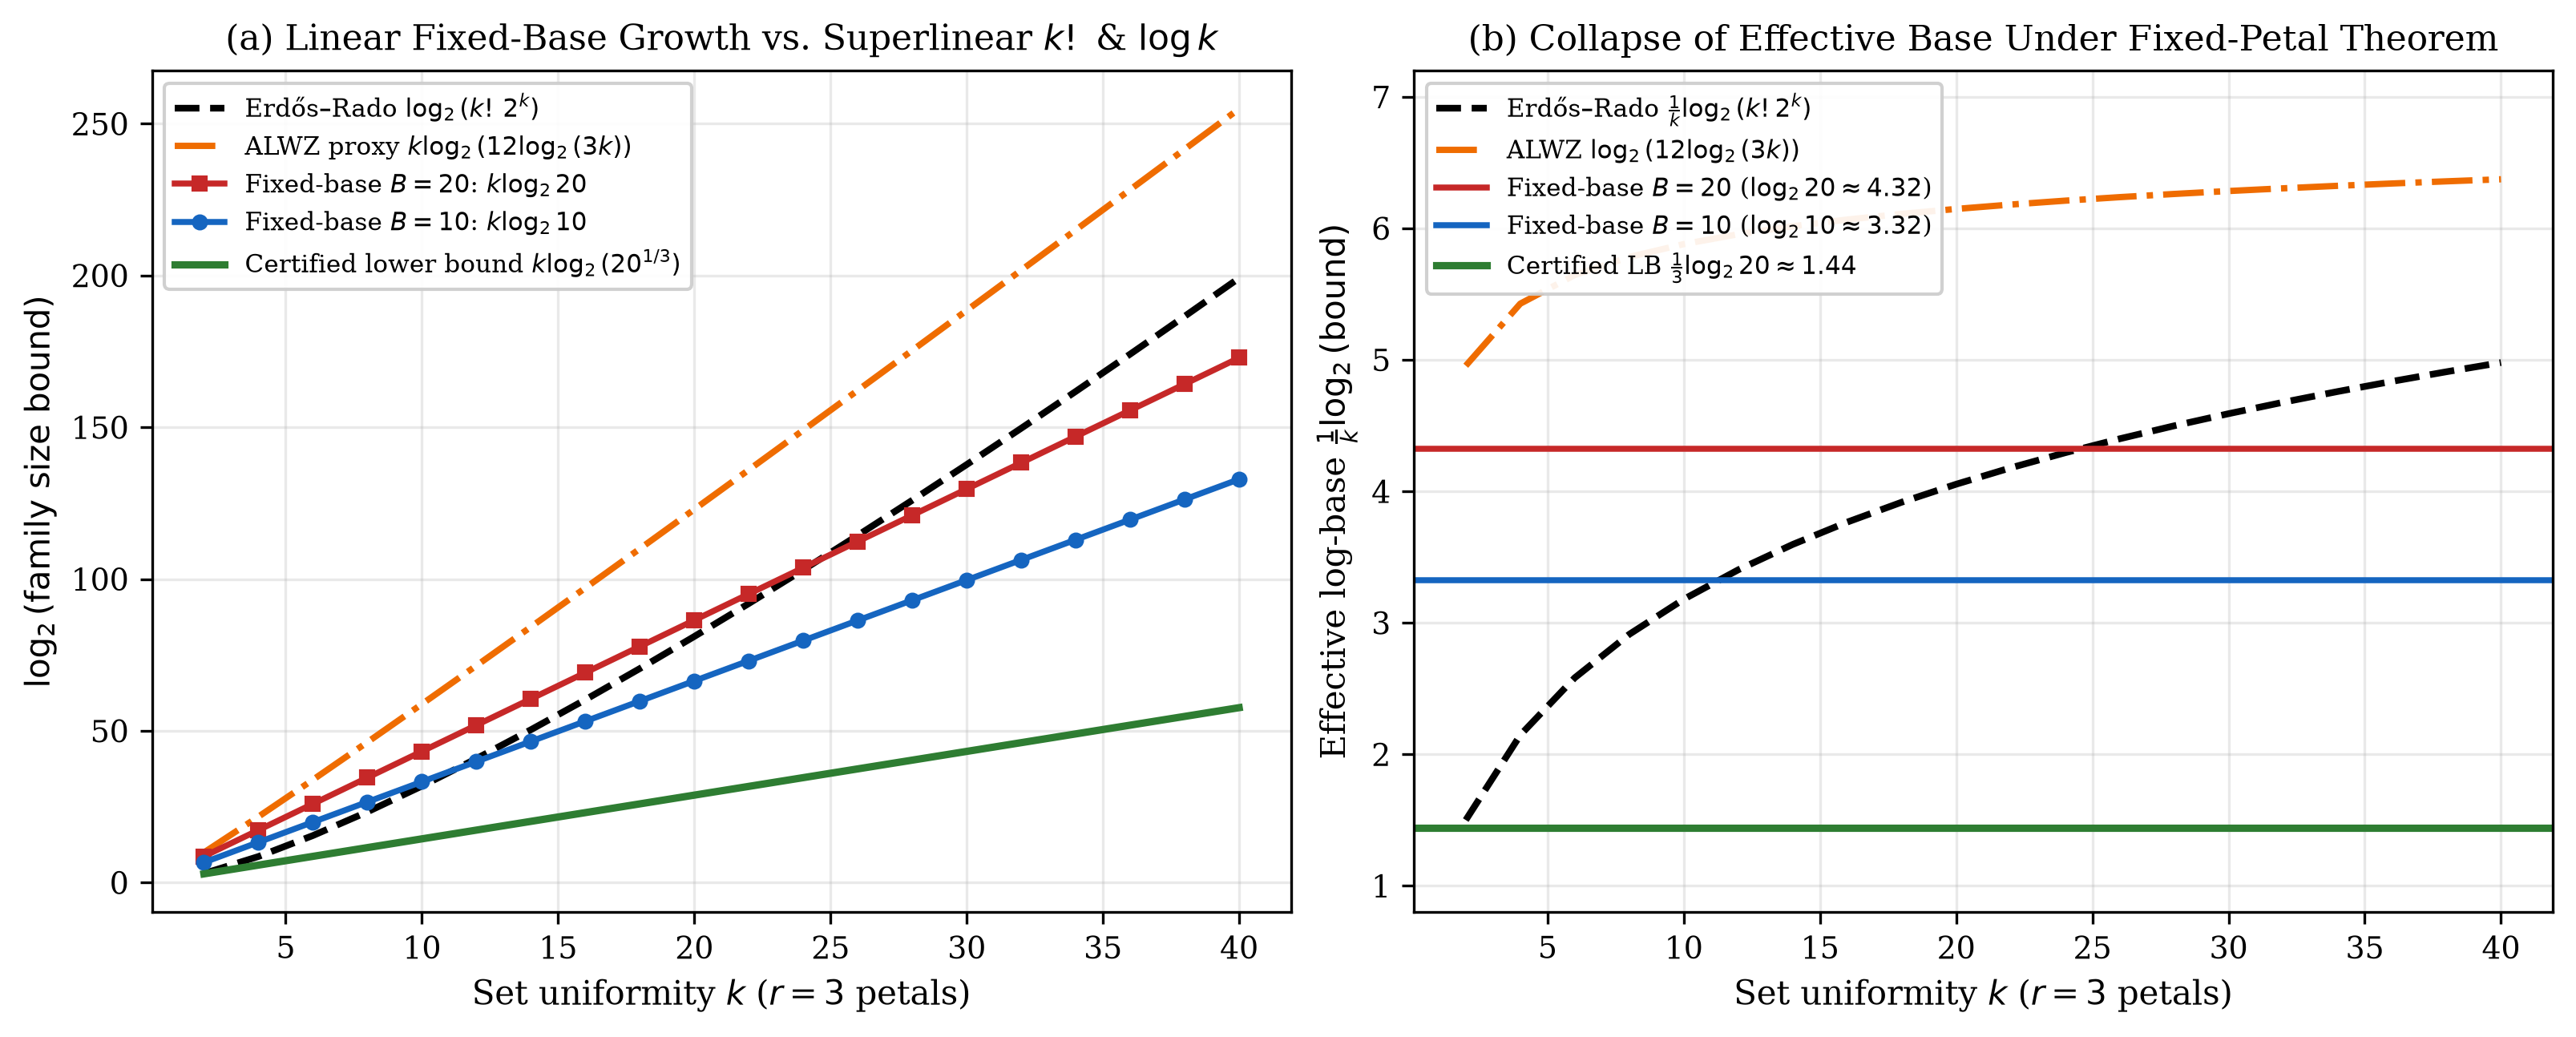 (a) Linear Fixed-Base Growth vs. Superlinear k! & log k
log₂ (family size bound)
250
200
150
100
50
0
Erdős–Rado log₂ (k! 2ᵏ)
ALWZ proxy k log₂ (12 log₂ (3k))
Fixed-base B = 20: k log₂ 20
Fixed-base B = 10: k log₂ 10
Certified lower bound k log₂ (20^{1/3})
5 10 15 20 25 30 35 40
Set uniformity k (r = 3 petals)
(b) Collapse of Effective Base Under Fixed-Petal Theorem
Effective log-base \frac{1}{k} log₂ (bound)
7
6
5
4
3
2
1
Erdős–Rado \frac{1}{k} log₂ (k! 2ᵏ)
ALWZ log₂ (12 log₂ (3k))
Fixed-base B = 20 (log₂ 20 ≈ 4.32)
Fixed-base B = 10 (log₂ 10 ≈ 3.32)
Certified LB \frac{1}{3} log₂ 20 ≈ 1.44
5 10 15 20 25 30 35 40
Set uniformity k (r = 3 petals)